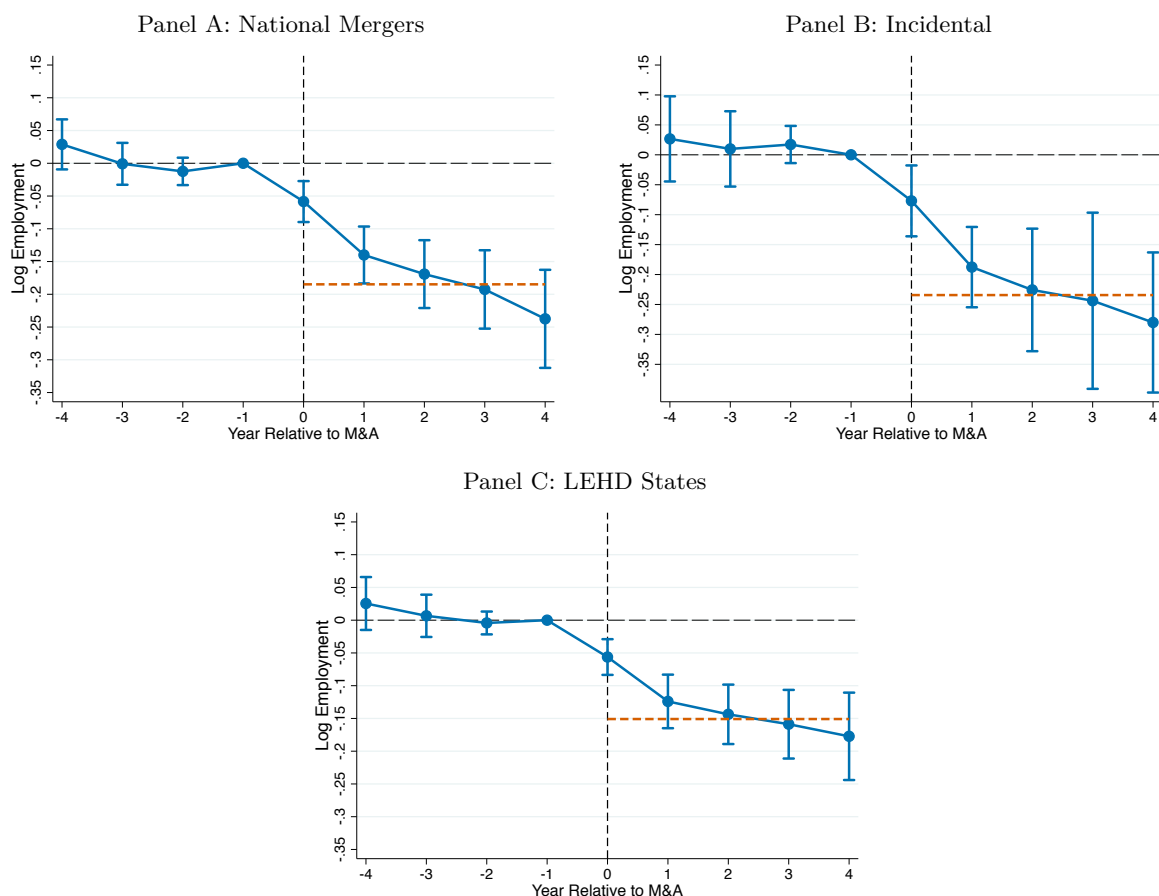 Panel A: National Mergers
Log Employment
.15
.1
.05
0
-.05
-.1
-.15
-.2
-.25
-.3
-.35
-4 -3 -2 -1 0 1 2 3 4
Year Relative to M&A
Panel B: Incidental
Log Employment
.15
.1
.05
0
-.05
-.1
-.15
-.2
-.25
-.3
-.35
-4 -3 -2 -1 0 1 2 3 4
Year Relative to M&A
Panel C: LEHD States
Log Employment
.15
.1
.05
0
-.05
-.1
-.15
-.2
-.25
-.3
-.35
-4 -3 -2 -1 0 1 2 3 4
Year Relative to M&A